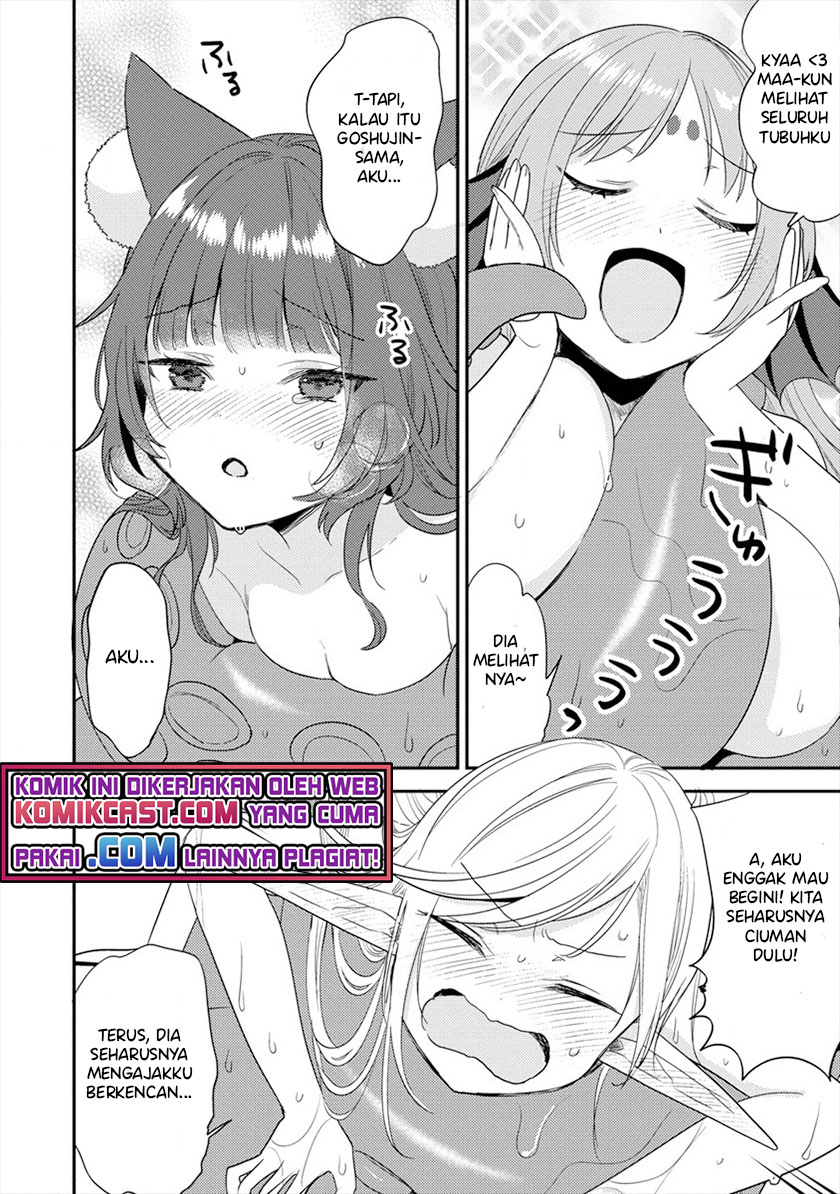 KYAA <3
MAA-KUN
MELIHAT
SELURUH
TUBUHKU
ギゅうううっ
DIA
MELIHAT
NYA~
T-TAPI,
KALAU ITU
GOSHUJIN-
SAMA,
AKU...
ふる
ふる
AKU...
KOMIK INI DIKERJAKAN OLEH WEB
KOMIKCAST.COM YANG CUMA
PAKAI .COM LAINNYA PLAGIAT!
A, AKU
ENGGAK MAU
BEGINI! KITA
SEHARUSNYA
CIUMAN
DULU!
TERUS, DIA
SEHARUSNYA
MENGAJAKKU
BERKENCAN...